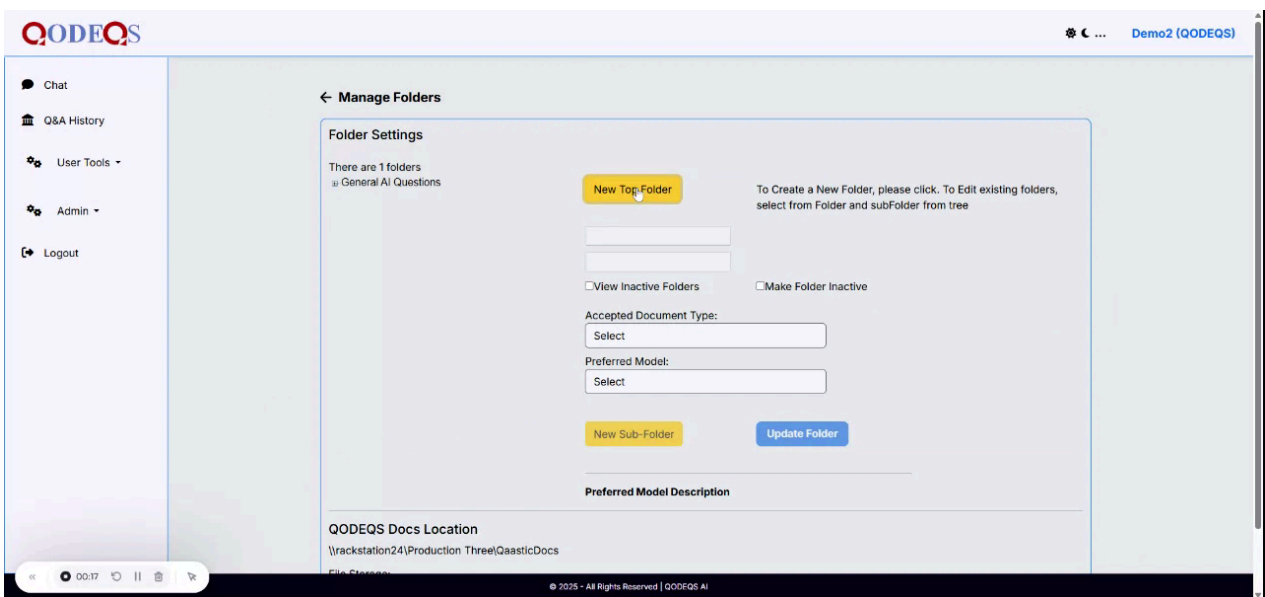 QODEQS
...
Demo2 (QODEQS)
Chat
Q&A History
User Tools
Admin
Logout
Manage Folders
Folder Settings
There are 1 folders
General AI Questions
New Top Folder
To Create a New Folder, please click. To Edit existing folders,
select from Folder and subFolder from tree
View Inactive Folders
Make Folder Inactive
Accepted Document Type:
Select
Preferred Model:
Select
New Sub-Folder
Update Folder
Preferred Model Description
QODEQS Docs Location
\\rackstation24\Production Three\QaasticDocs
File Storage:
00:17
© 2025 - All Rights Reserved | QODEQS AI